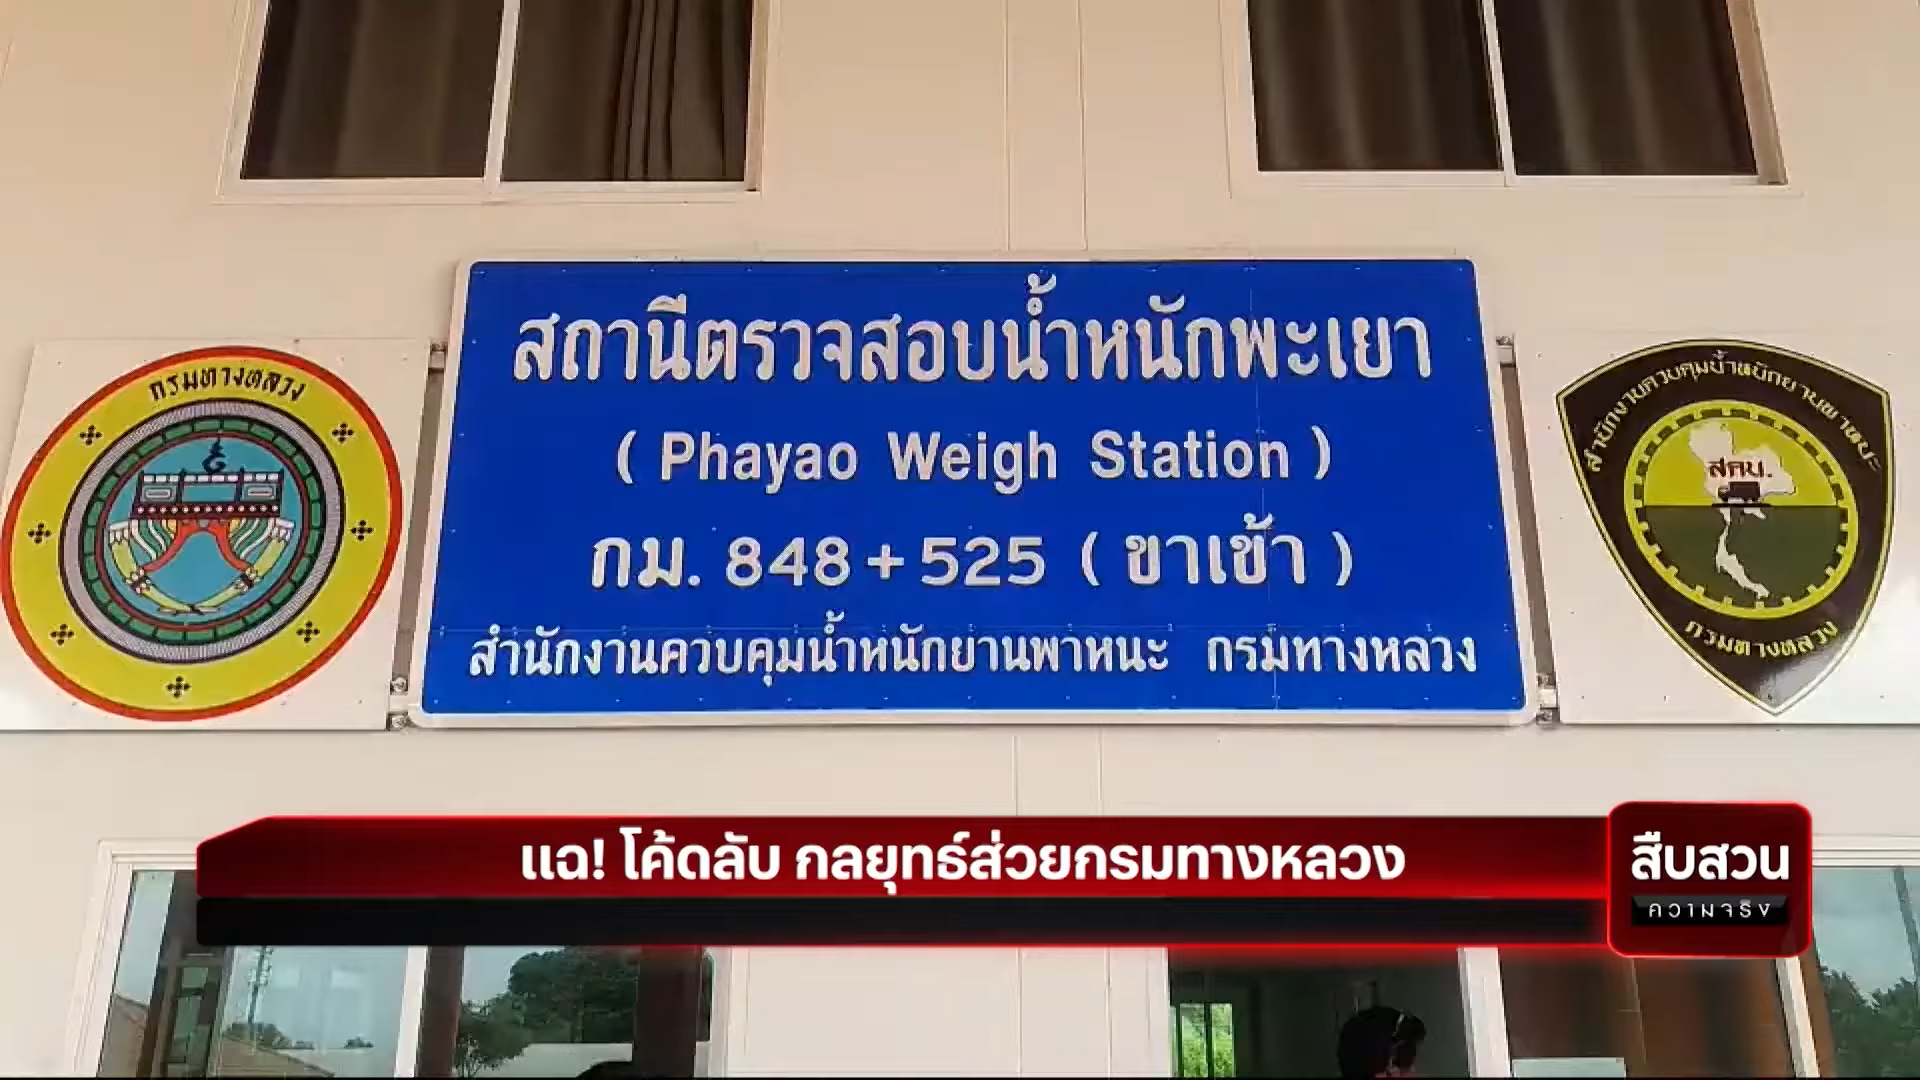 สถานีตรวจสอบน้ำหนักพะเยา
( Phayao Weigh Station )
กม. 848+525 ( ขาเข้า )
สำนักงานควบคุมน้ำหนักยานพาหนะ กรมทางหลวง
กรมทางหลวง
สำนักงานควบคุมน้ำหนักยานพาหนะ
สคน.
กรมทางหลวง
แฉ! โค้ดลับ กลยุทธ์ส่วยกรมทางหลวง
สืบสวน
ความจริง